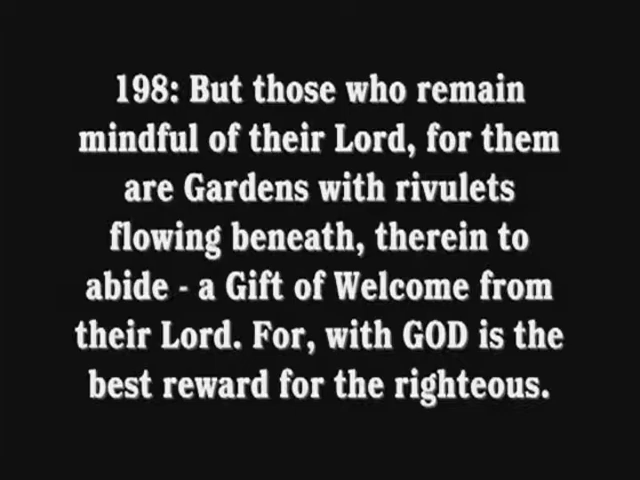 198: But those who remain
mindful of their Lord, for them
are Gardens with rivulets
flowing beneath, therein to
abide - a Gift of Welcome from
their Lord. For, with GOD is the
best reward for the righteous.